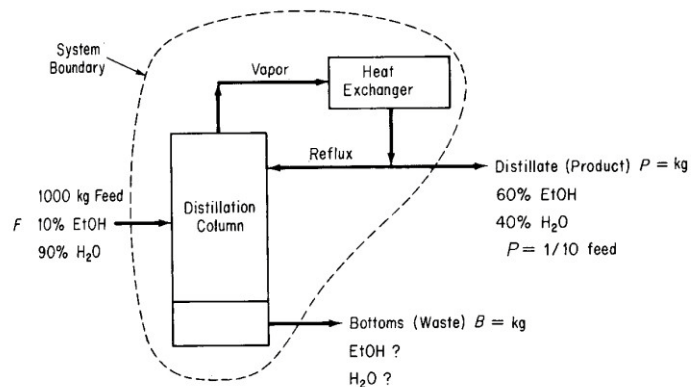 System
Boundary
Vapor
Heat
Exchanger
Reflux
Distillate (Product) P = kg
60% EtOH
40% H₂O
P = 1/10 feed
1000 kg Feed
F 10% EtOH
90% H₂O
Distillation
Column
Bottoms (Waste) B = kg
EtOH ?
H₂O ?